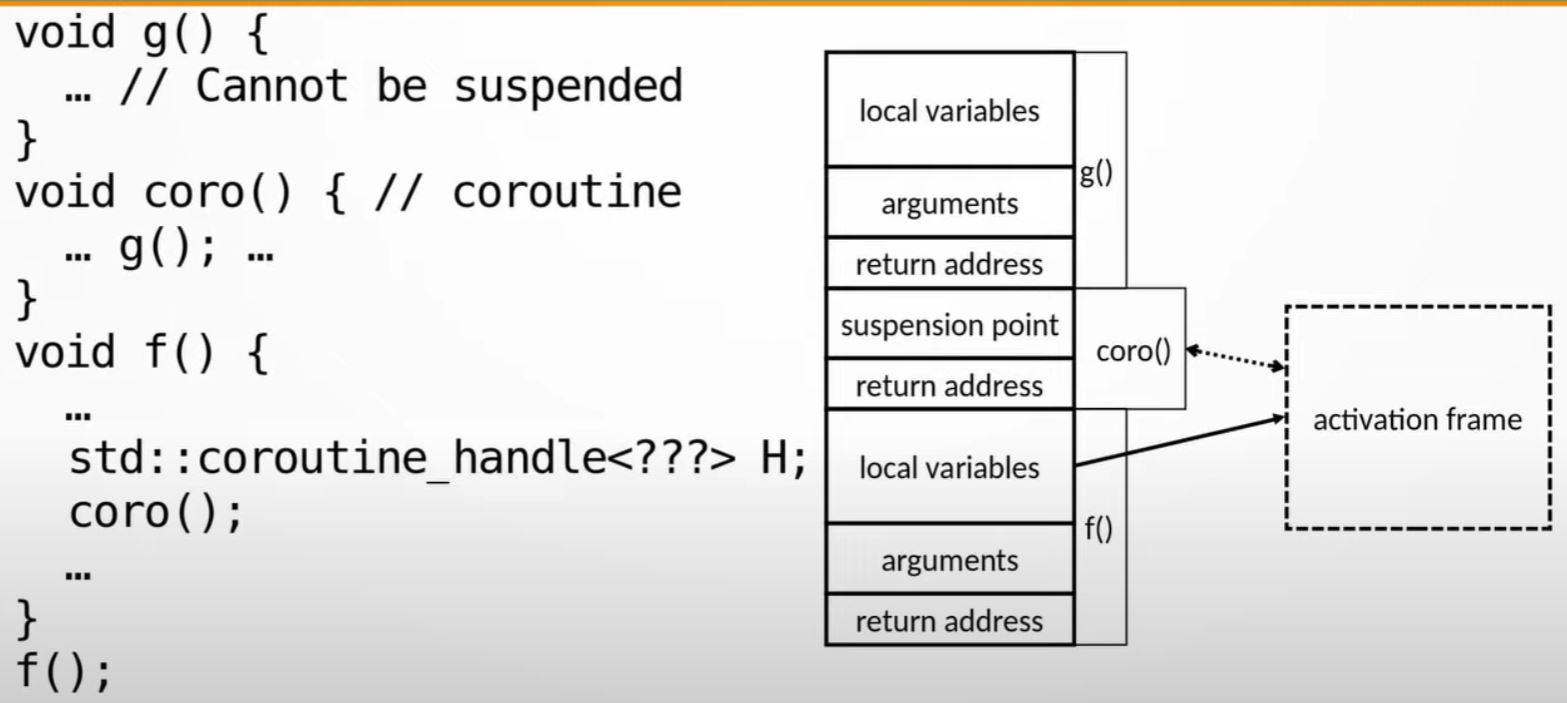 void g() {
… // Cannot be suspended
}
void coro() { // coroutine
… g(); …
}
void f() {
…
std::coroutine_handle<???> H;
coro();
…
}
f();
local variables
arguments
return address
g()
suspension point
return address
coro()
local variables
arguments
return address
f()
activation frame